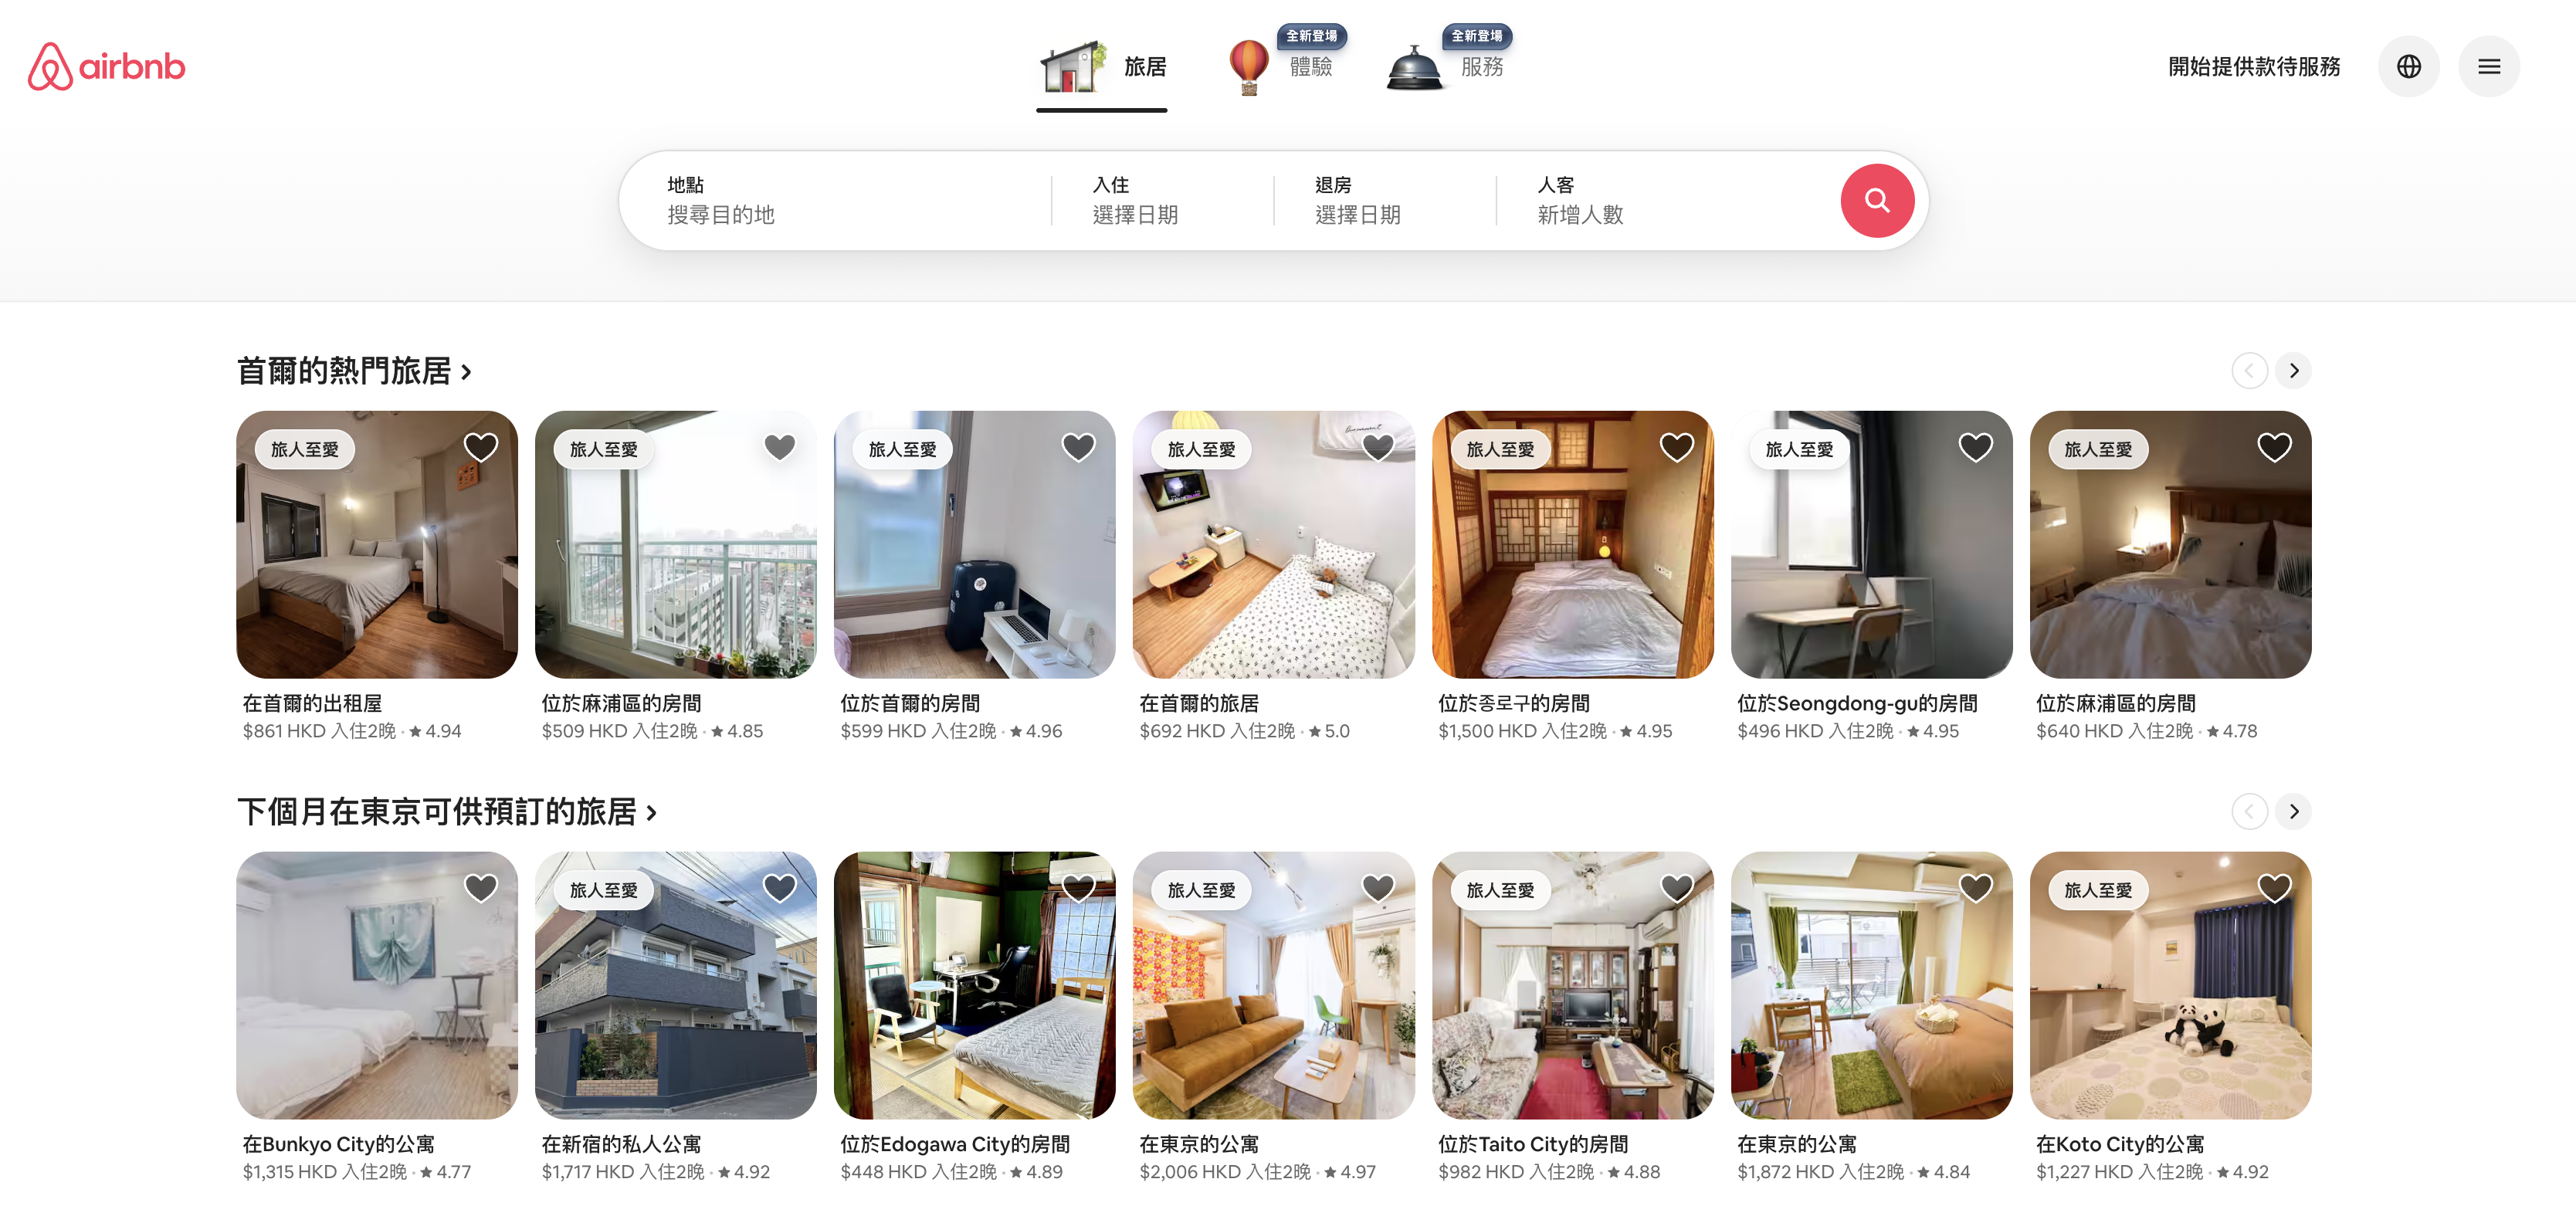 airbnb
旅居
全新登場
體驗
全新登場
服務
開始提供款待服務
地點
搜尋目的地
入住
選擇日期
退房
選擇日期
人客
新增人數
首爾的熱門旅居
旅人至愛
在首爾的出租屋
$861 HKD 入住2晚 · ★ 4.94
旅人至愛
位於麻浦區的房間
$509 HKD 入住2晚 · ★ 4.85
旅人至愛
位於首爾的房間
$599 HKD 入住2晚 · ★ 4.96
旅人至愛
在首爾的旅居
$692 HKD 入住2晚 · ★ 5.0
旅人至愛
位於종로구的房間
$1,500 HKD 入住2晚 · ★ 4.95
旅人至愛
位於Seongdong-gu的房間
$496 HKD 入住2晚 · ★ 4.95
旅人至愛
位於麻浦區的房間
$640 HKD 入住2晚 · ★ 4.78
下個月在東京可供預訂的旅居
在Bunkyo City的公寓
$1,315 HKD 入住2晚 · ★ 4.77
旅人至愛
在新宿的私人公寓
$1,717 HKD 入住2晚 · ★ 4.92
位於Edogawa City的房間
$448 HKD 入住2晚 · ★ 4.89
旅人至愛
在東京的公寓
$2,006 HKD 入住2晚 · ★ 4.97
旅人至愛
位於Taito City的房間
$982 HKD 入住2晚 · ★ 4.88
在東京的公寓
$1,872 HKD 入住2晚 · ★ 4.84
旅人至愛
在Koto City的公寓
$1,227 HKD 入住2晚 · ★ 4.92